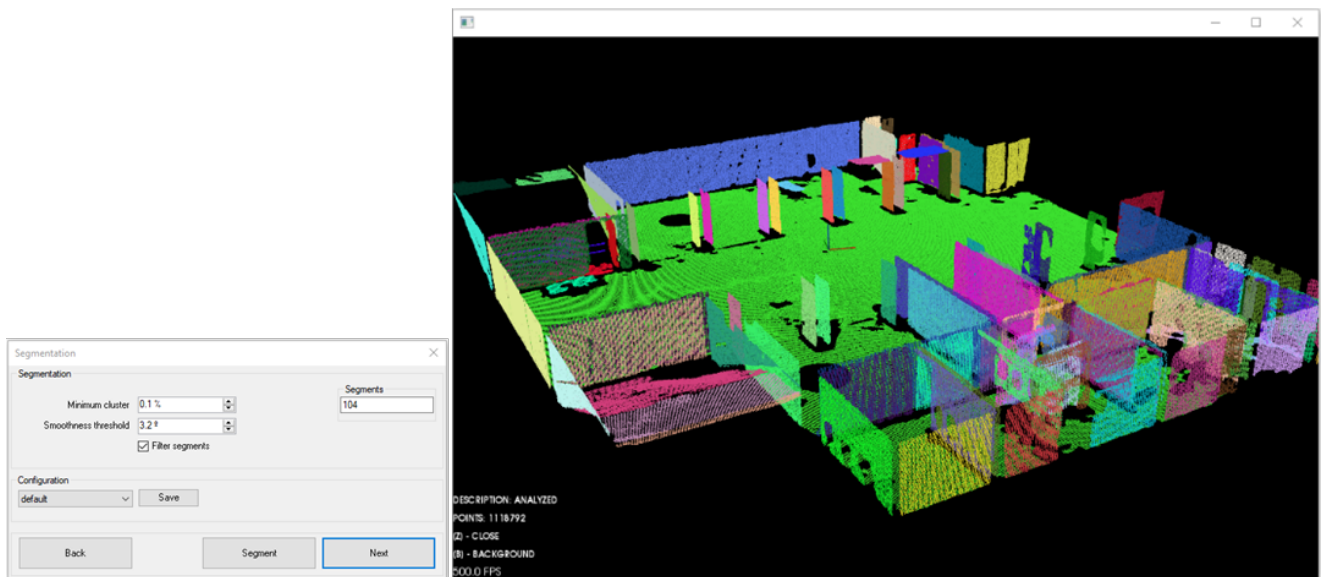 Segmentation
Segmentation
Minimum cluster 0.1 %
Smoothness threshold 3.2 º
Filter segments
Segments
104
Configuration
default
Save
Back
Segment
Next
DESCRIPTION: ANALYZED
POINTS: 1118792
(Z) - CLOSE
(B) - BACKGROUND
500.0 FPS